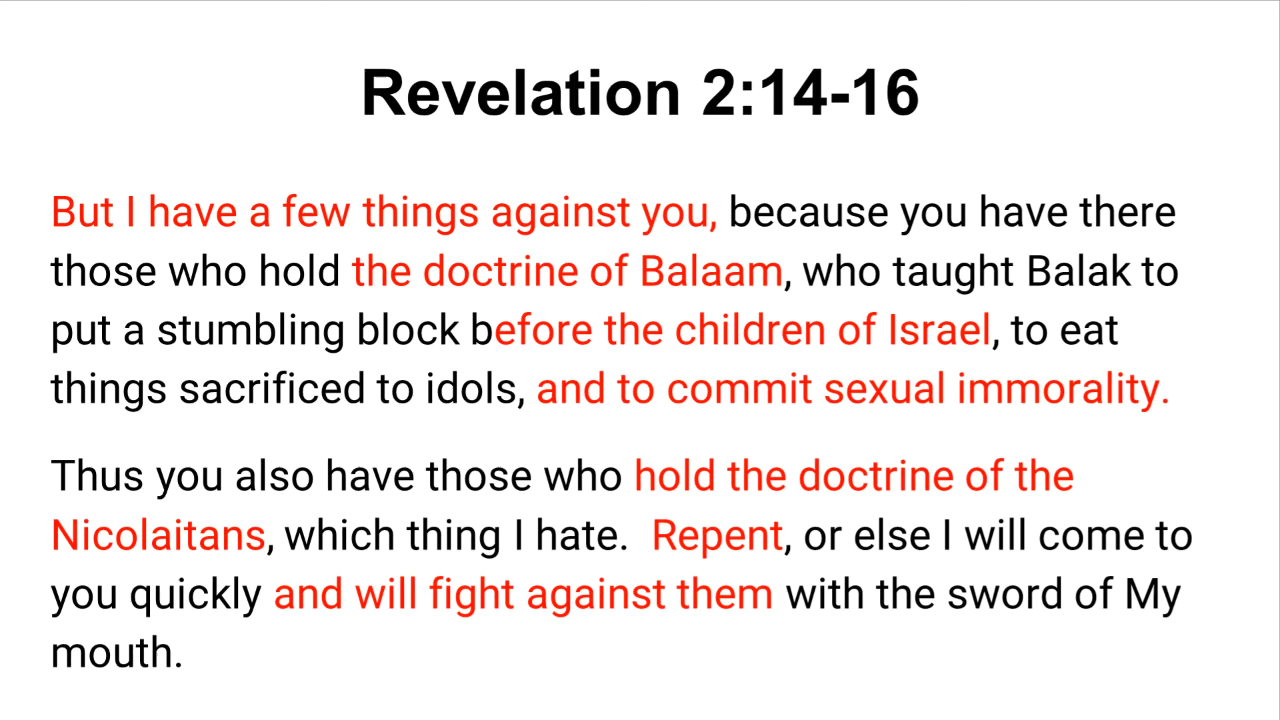 Revelation 2:14-16
But I have a few things against you, because you have there
those who hold the doctrine of Balaam, who taught Balak to
put a stumbling block before the children of Israel, to eat
things sacrificed to idols, and to commit sexual immorality.
Thus you also have those who hold the doctrine of the
Nicolaitans, which thing I hate.  Repent, or else I will come to
you quickly and will fight against them with the sword of My
mouth.